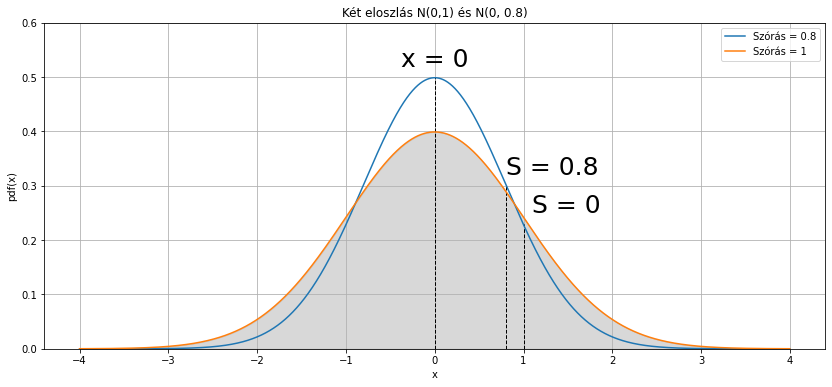 Két eloszlás N(0,1) és N(0, 0.8)
Szórás = 0.8
Szórás = 1
x = 0
S = 0.8
S = 0
pdf(x)
0.6
0.5
0.4
0.3
0.2
0.1
0.0
−4
−3
−2
−1
0
1
2
3
4
x